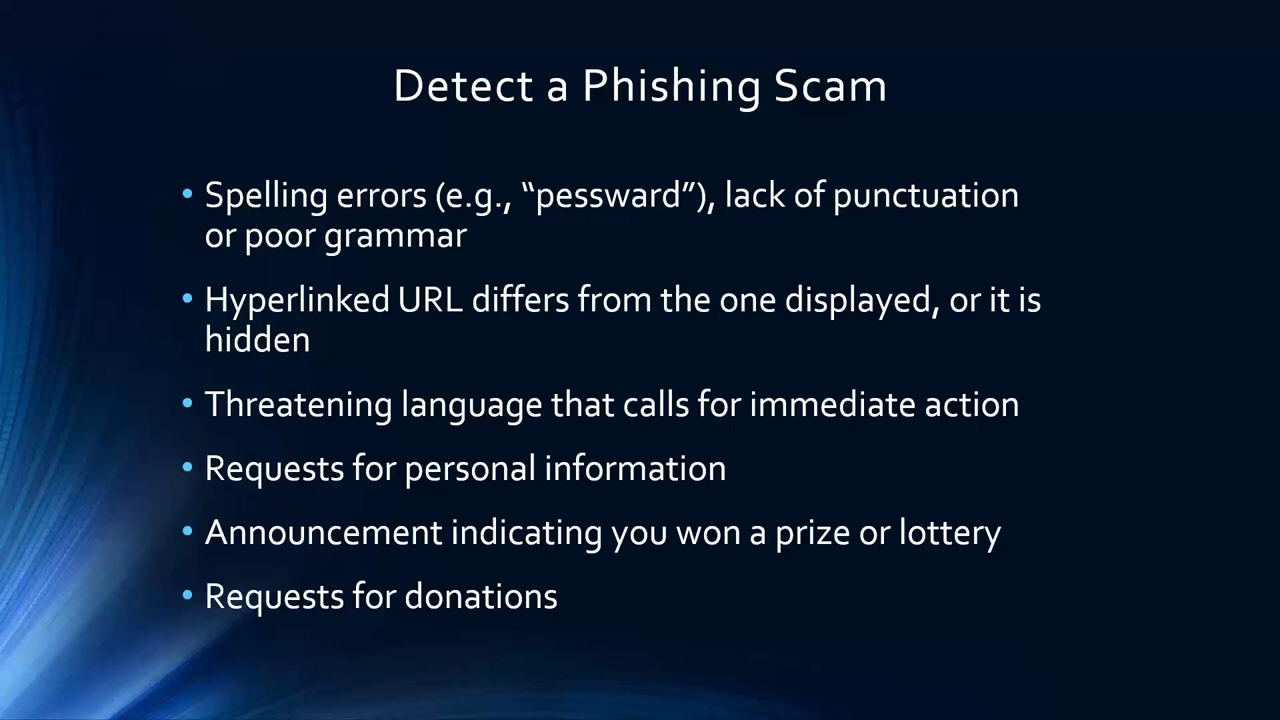 Detect a Phishing Scam
• Spelling errors (e.g., “pessward”), lack of punctuation
or poor grammar
• Hyperlinked URL differs from the one displayed, or it is
hidden
• Threatening language that calls for immediate action
• Requests for personal information
• Announcement indicating you won a prize or lottery
• Requests for donations